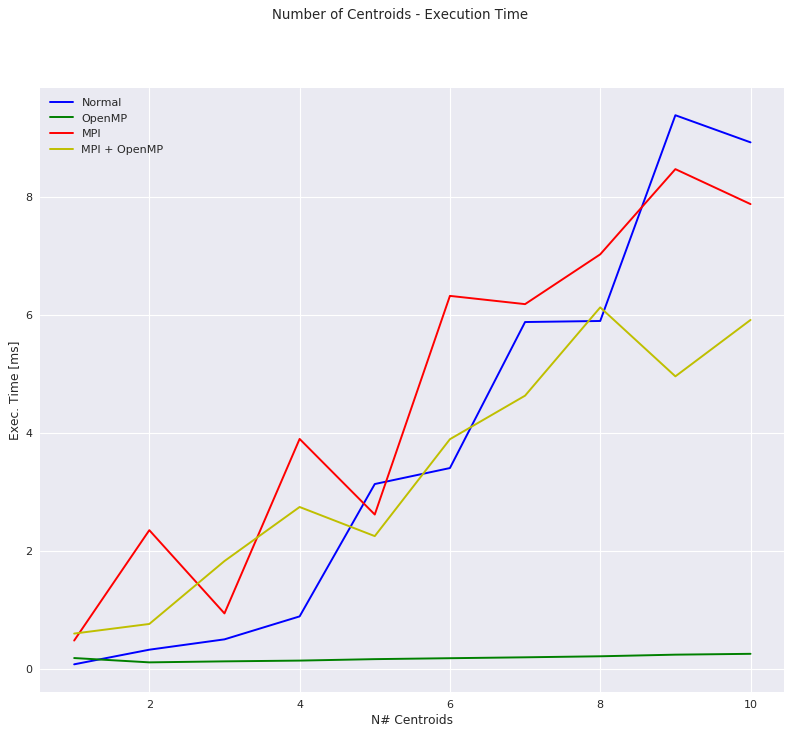 Number of Centroids - Execution Time
Normal
OpenMP
MPI
MPI + OpenMP
8
6
4
2
0
Exec. Time [ms]
2 4 6 8 10
N# Centroids